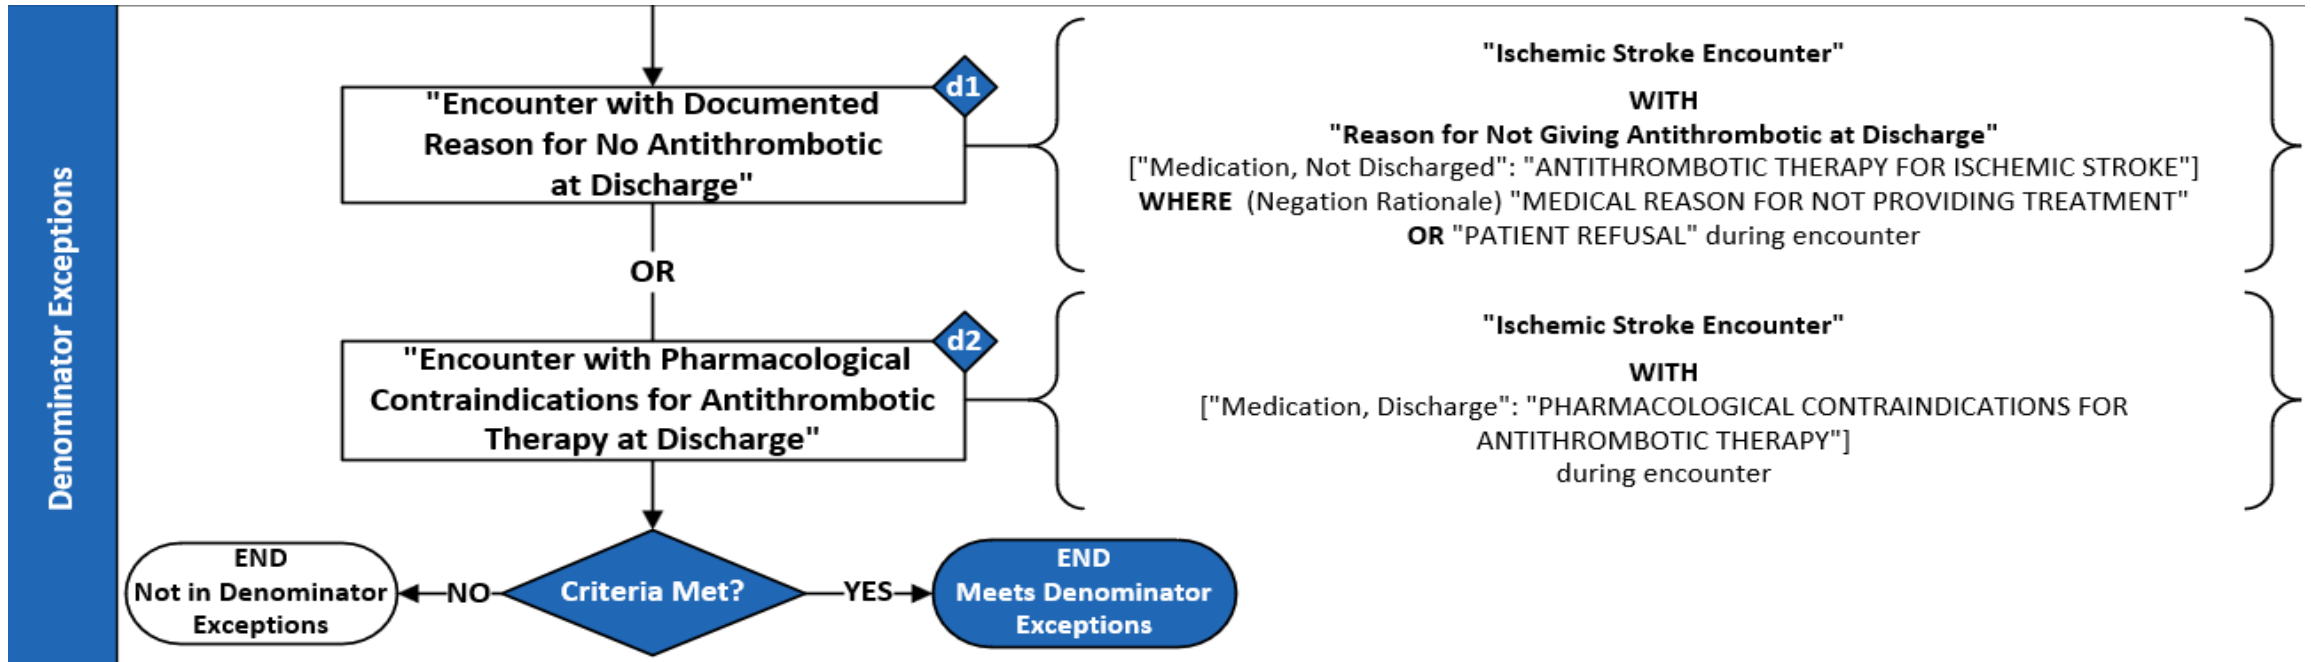 Denominator Exceptions
"Encounter with Documented
Reason for No Antithrombotic
at Discharge"
d1
"Ischemic Stroke Encounter"
WITH
"Reason for Not Giving Antithrombotic at Discharge"
["Medication, Not Discharged": "ANTITHROMBOTIC THERAPY FOR ISCHEMIC STROKE"]
WHERE (Negation Rationale) "MEDICAL REASON FOR NOT PROVIDING TREATMENT"
OR "PATIENT REFUSAL" during encounter
OR
"Encounter with Pharmacological
Contraindications for Antithrombotic
Therapy at Discharge"
d2
"Ischemic Stroke Encounter"
WITH
["Medication, Discharge": "PHARMACOLOGICAL CONTRAINDICATIONS FOR
ANTITHROMBOTIC THERAPY"]
during encounter
END
Not in Denominator
Exceptions
NO
Criteria Met?
YES
END
Meets Denominator
Exceptions